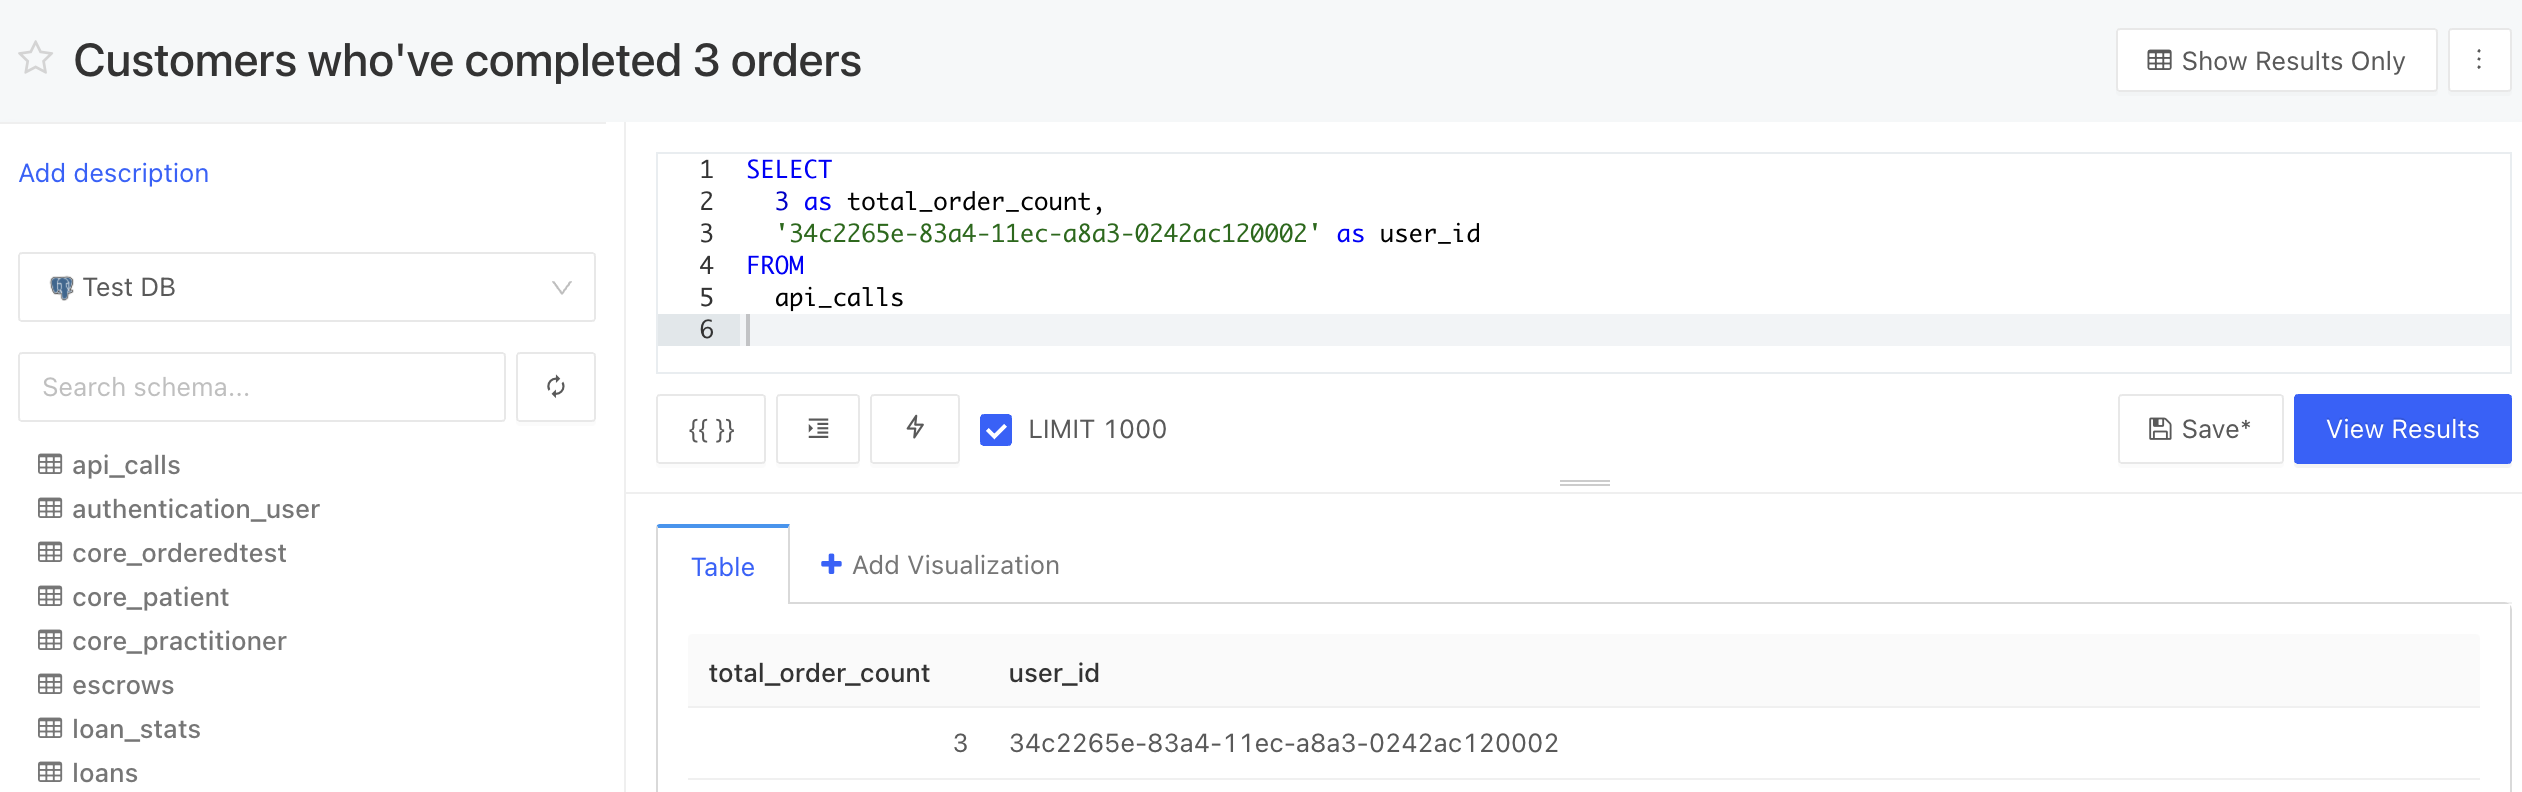 Customers who've completed 3 orders
Show Results Only
Add description
Test DB
Search schema...
api_calls
authentication_user
core_orderedtest
core_patient
core_practitioner
escrows
loan_stats
loans
1 SELECT
2 3 as total_order_count,
3 '34c2265e-83a4-11ec-a8a3-0242ac120002' as user_id
4 FROM
5 api_calls
6
{{ }} LIMIT 1000 Save* View Results
Table Add Visualization
total_order_count user_id
3 34c2265e-83a4-11ec-a8a3-0242ac120002